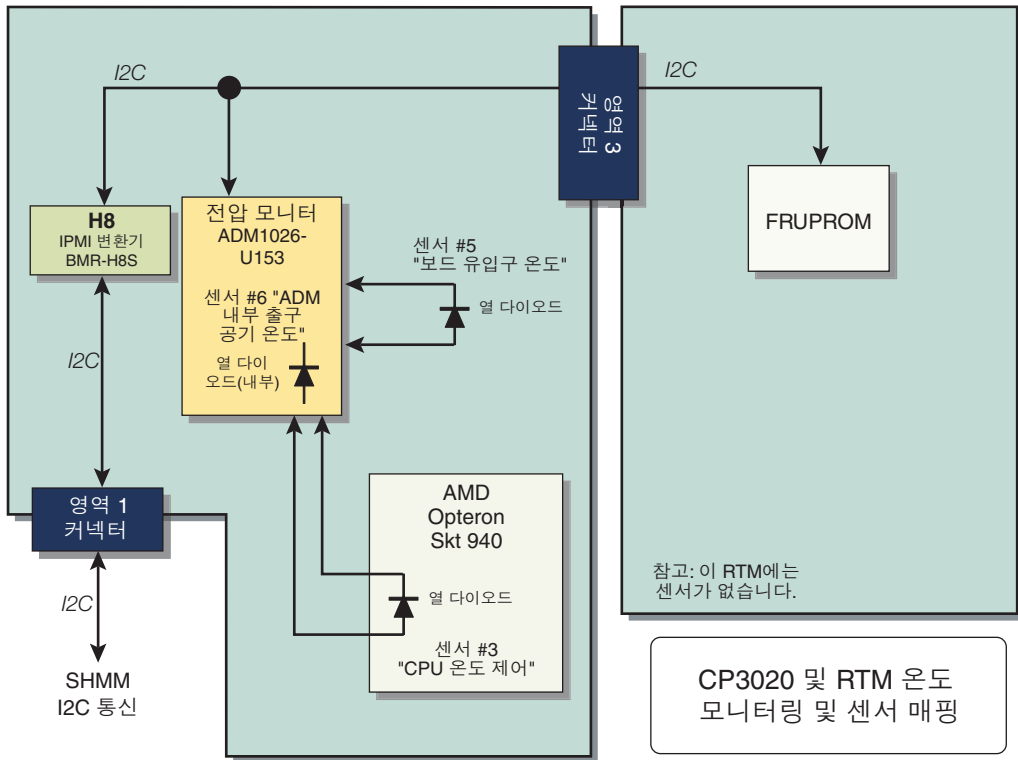 I2C
I2C
영역 3
커넥터
H8
IPMI 변환기
BMR-H8S
전압 모니터
ADM1026-
U153
센서 #6 "ADM
내부 출구
공기 온도"
열 다이
오드(내부)
센서 #5
"보드 유입구 온도"
열 다이오드
FRUPROM
I2C
영역 1
커넥터
I2C
SHMM
I2C 통신
AMD
Opteron
Skt 940
열 다이오드
센서 #3
"CPU 온도 제어"
참고: 이 RTM에는
센서가 없습니다.
CP3020 및 RTM 온도
모니터링 및 센서 매핑